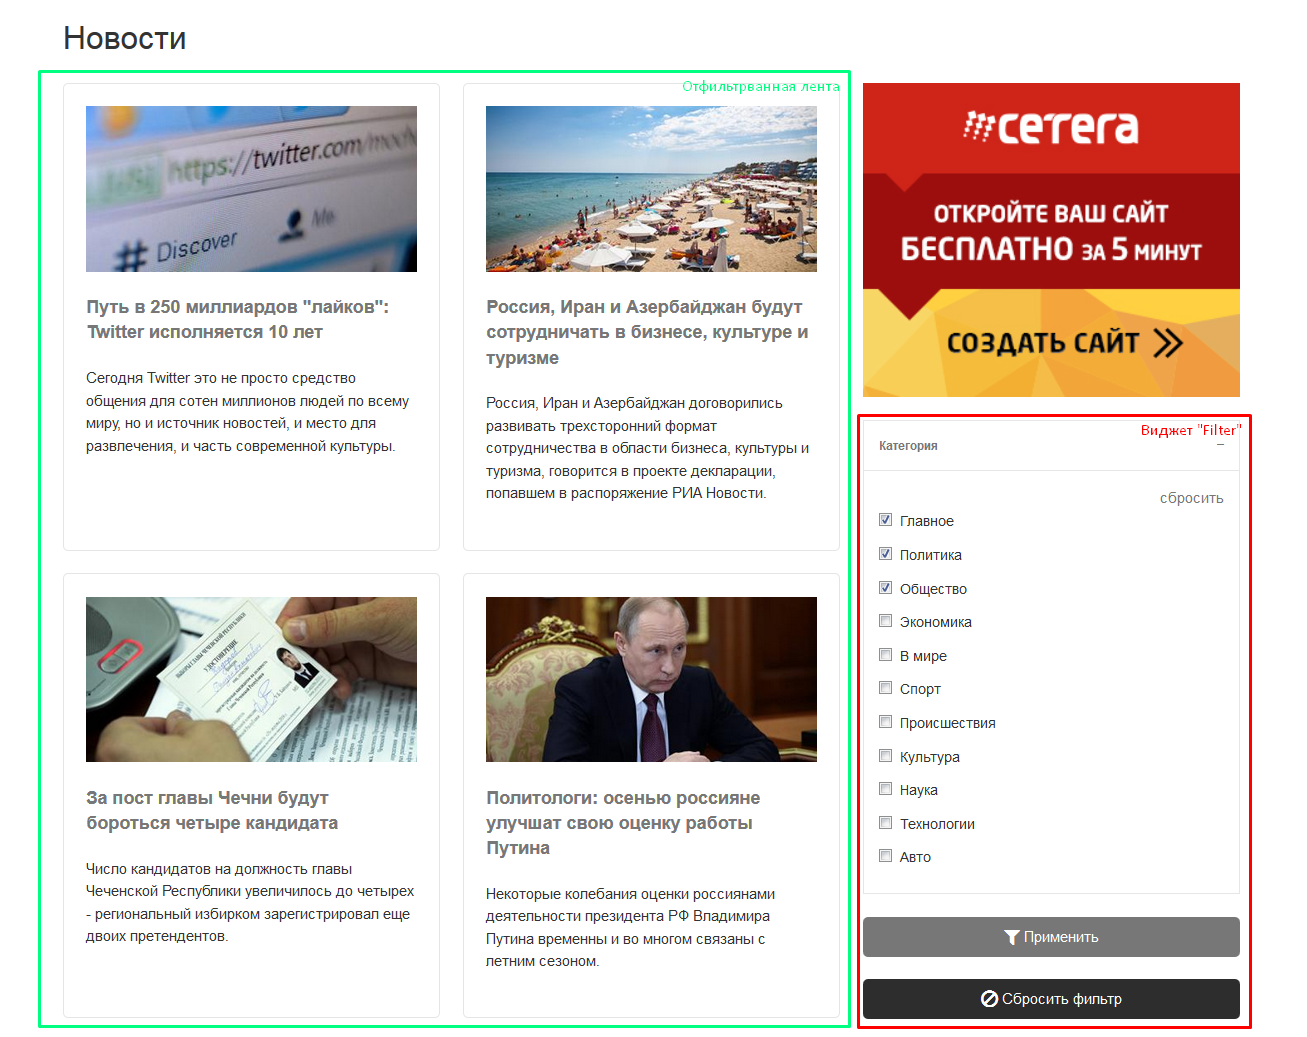 Новости
Отфильтрванная лента
https://twitter.com/
Me
# Discover
Путь в 250 миллиардов "лайков":
Twitter исполняется 10 лет
Сегодня Twitter это не просто средство
общения для сотен миллионов людей по всему
миру, но и источник новостей, и место для
развлечения, и часть современной культуры.
Россия, Иран и Азербайджан будут
сотрудничать в бизнесе, культуре и
туризме
Россия, Иран и Азербайджан договорились
развивать трехсторонний формат
сотрудничества в области бизнеса, культуры и
туризма, говорится в проекте декларации,
попавшем в распоряжение РИА Новости.
УДОСТОВЕРЕНИЕ
За пост главы Чечни будут
бороться четыре кандидата
Число кандидатов на должность главы
Чеченской Республики увеличилось до четырех
- региональный избирком зарегистрировал еще
двоих претендентов.
Политологи: осенью россияне
улучшат свою оценку работы
Путина
Некоторые колебания оценки россиянами
деятельности президента РФ Владимира
Путина временны и во многом связаны с
летним сезоном.
cетеra
ОТКРОЙТЕ ВАШ САЙТ
БЕСПЛАТНО ЗА 5 МИНУТ
СОЗДАТЬ САЙТ
Виджет "Filter"
Категория
–
сбросить
Главное
Политика
Общество
Экономика
В мире
Спорт
Происшествия
Культура
Наука
Технологии
Авто
Применить
Сбросить фильтр